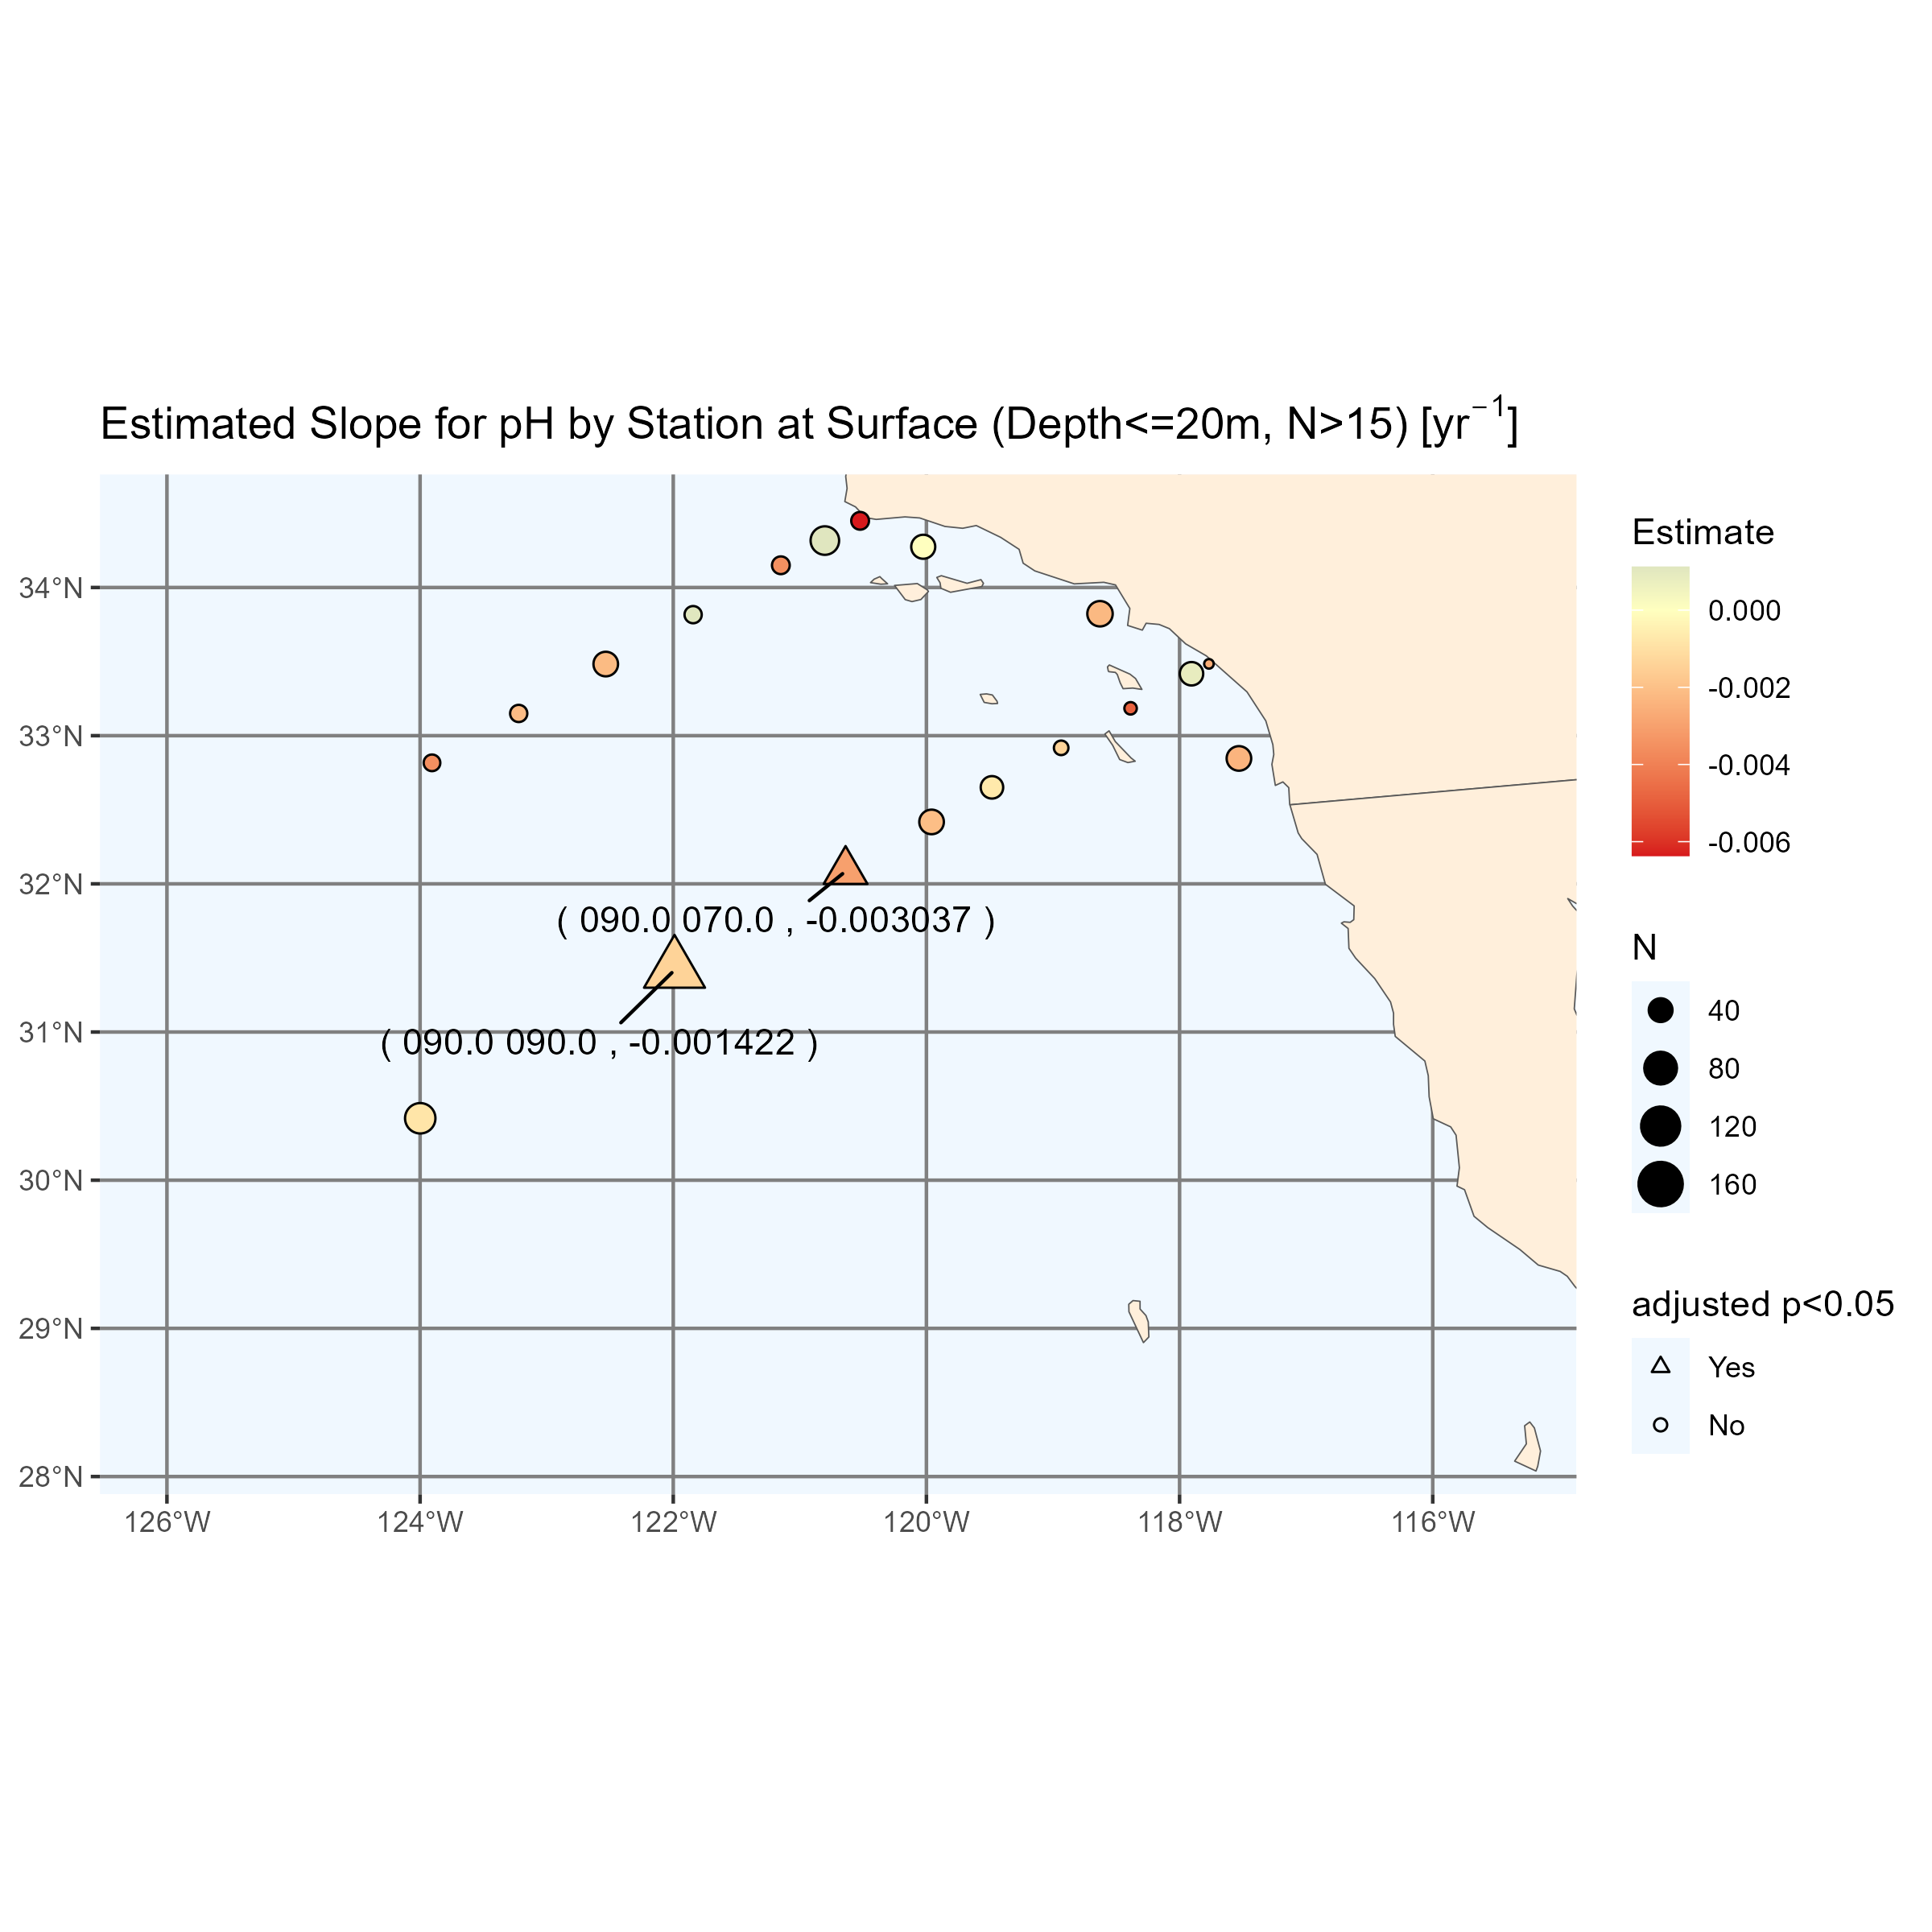 Estimated Slope for pH by Station at Surface (Depth<=20m, N>15) [yr⁻¹]
34°N
33°N
32°N
31°N
30°N
29°N
28°N
126°W
124°W
122°W
120°W
118°W
116°W
( 090.0 070.0 , -0.003037 )
( 090.0 090.0 , -0.001422 )
Estimate
0.000
-0.002
-0.004
-0.006
N
40
80
120
160
adjusted p<0.05
Yes
No